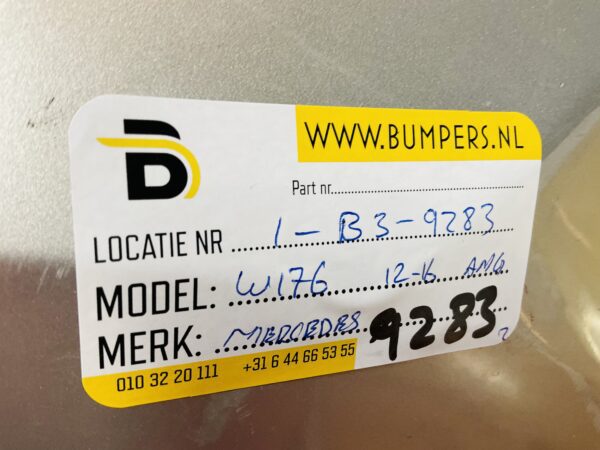 WWW.BUMPERS.NL
Part nr.
LOCATIE NR 1-B3-9283
MODEL: W176 12-16 AMG
MERK: MERCEDES 9283
010 32 20 111 +31 6 44 66 53 55